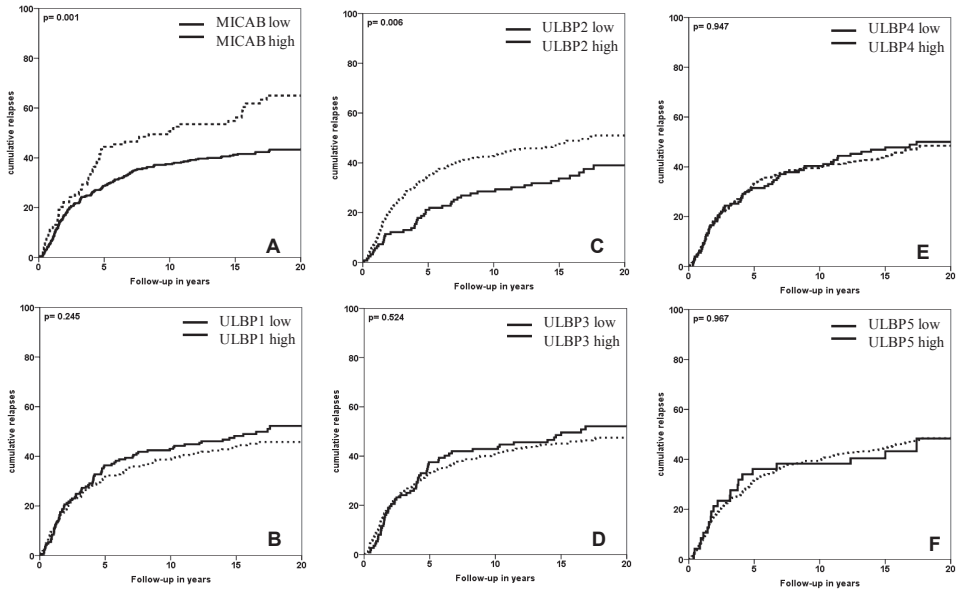 p= 0.001
MICAB low
MICAB high
cumulative relapses
100
80
60
40
20
0
A
0 5 10 15 20
Follow-up in years
p= 0.006
ULBP2 low
ULBP2 high
cumulative relapses
100
80
60
40
20
0
C
0 5 10 15 20
Follow-up in years
p= 0.947
ULBP4 low
ULBP4 high
cumulative relapses
100
80
60
40
20
0
E
0 5 10 15 20
Follow-up in years
p= 0.245
ULBP1 low
ULBP1 high
cumulative relapses
100
80
60
40
20
0
B
0 5 10 15 20
Follow-up in years
p= 0.524
ULBP3 low
ULBP3 high
cumulative relapses
100
80
60
40
20
0
D
0 5 10 15 20
Follow-up in years
p= 0.967
ULBP5 low
ULBP5 high
cumulative relapses
100
80
60
40
20
0
F
0 5 10 15 20
Follow-up in years